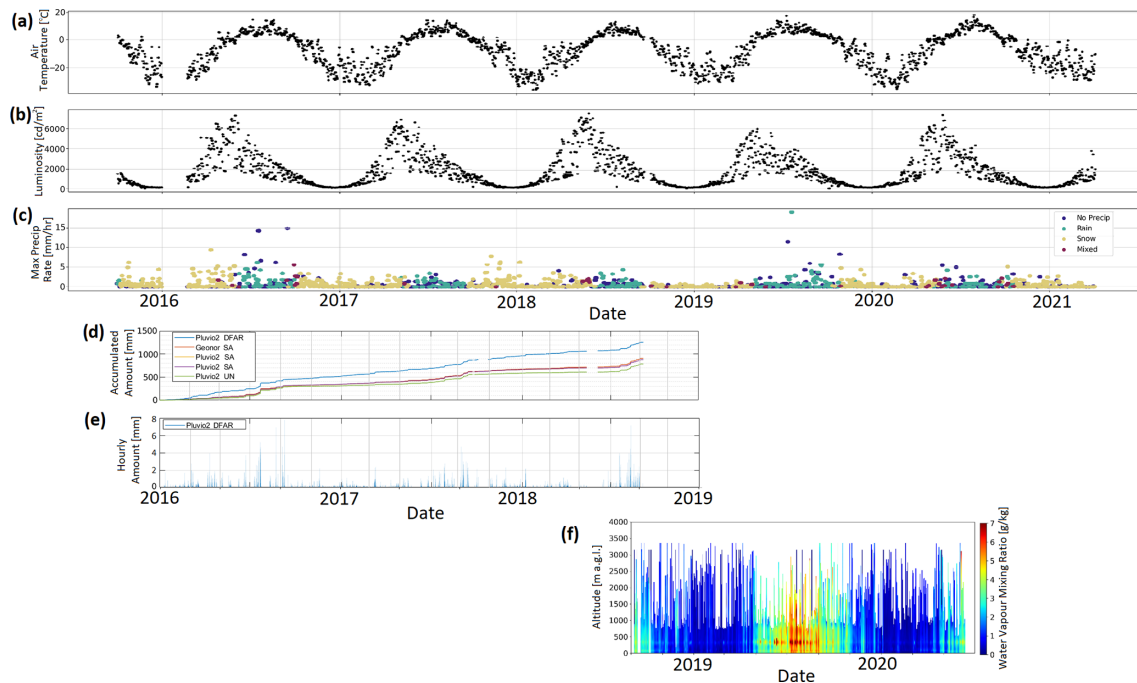 (a)
Air
Temperature [°C]
20
0
−20
(b)
Luminosity [cd/m²]
6000
4000
2000
0
(c)
Max Precip
Rate [mm/hr]
15
10
5
0
No Precip
Rain
Snow
Mixed
2016 2017 2018 2019 2020 2021
Date
(d)
Accumulated
Amount [mm]
1500
1000
500
0
Pluvio2 DFAR
Geonor SA
Pluvio2 SA
Pluvio2 SA
Pluvio2 UN
(e)
Hourly
Amount [mm]
8
6
4
2
0
Pluvio2 DFAR
2016 2017 2018 2019
Date
(f)
Altitude [m a.g.l.]
4000
3500
3000
2500
2000
1500
1000
500
0
2019 2020
Date
7
6
5
4
3
2
1
0
Water Vapour Mixing Ratio [g/kg]